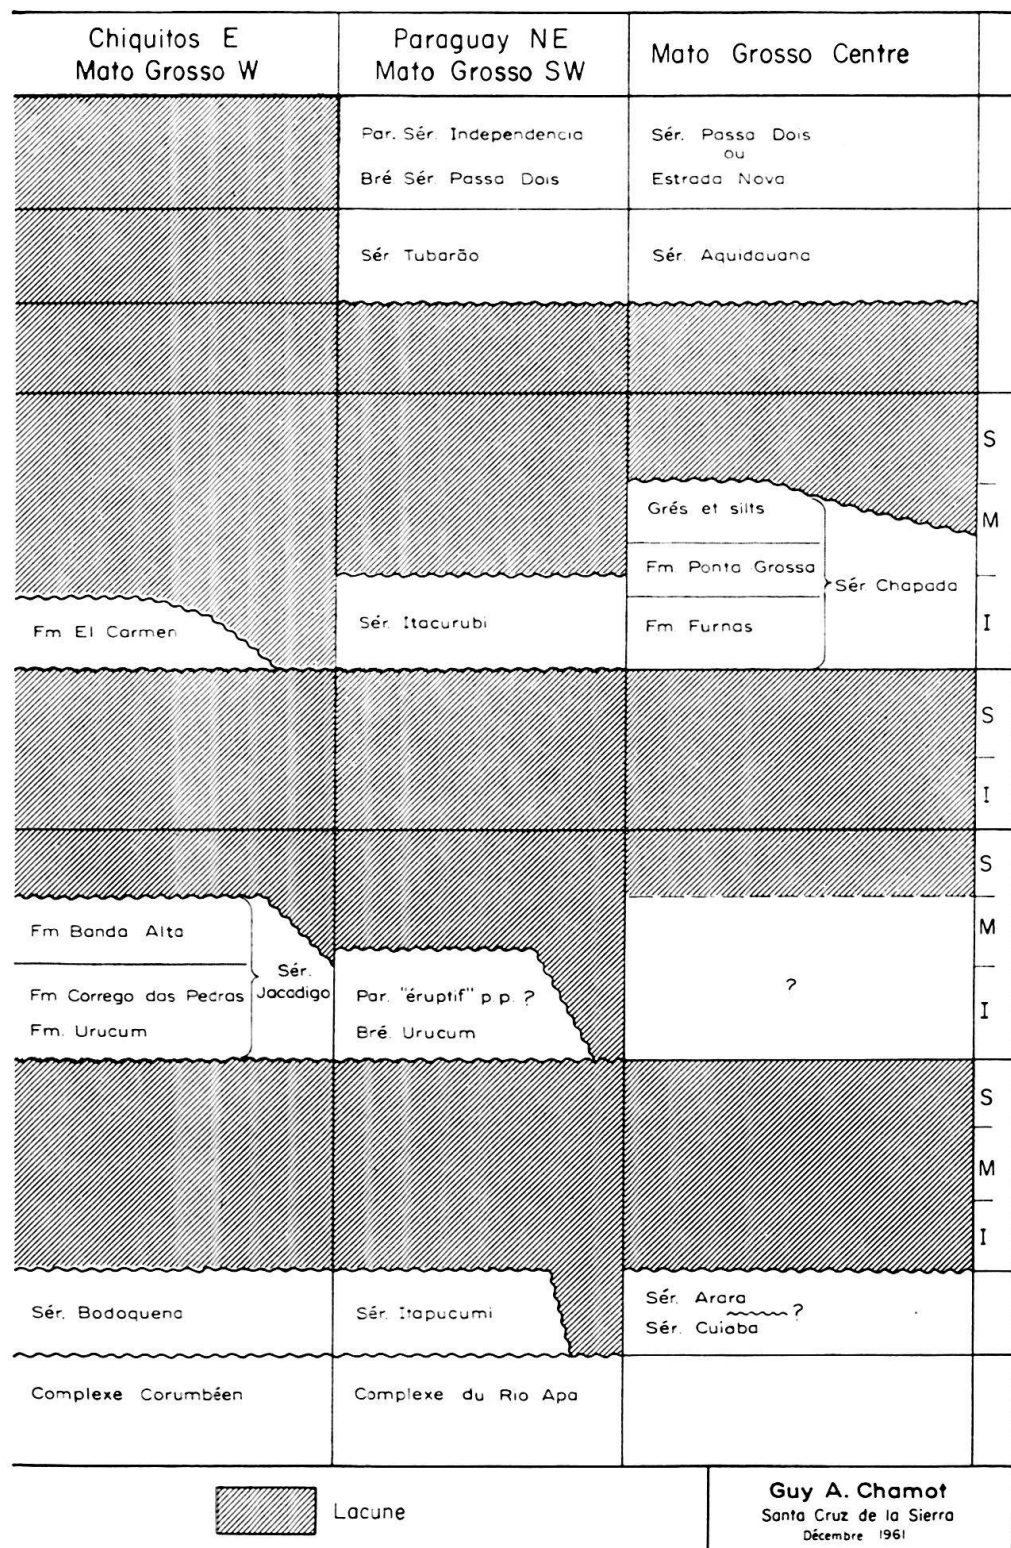 Chiquitos E
Mato Grosso W
Paraguay NE
Mato Grosso SW
Mato Grosso Centre
Par. Sér. Independencia
Bré Sér. Passa Dois
Sér. Passa Dois
ou
Estrada Nova
Sér. Tubarão
Sér. Aquidauana
S
Grés et silts
M
Fm Ponta Grossa
Sér. Chapada
Fm El Carmen
Sér. Itacurubi
Fm Furnas
I
S
I
S
Fm Banda Alta
M
Sér.
Jacadigo
Fm Corrego das Pedras
Fm. Urucum
Par. "éruptif" p.p. ?
Bré. Urucum
?
I
S
M
I
Sér. Bodoquena
Sér. Itapucumi
Sér. Arara
?
Sér. Cuiaba
Complexe Corumbéen
Complexe du Rio Apa
Lacune
Guy A. Chamot
Santa Cruz de la Sierra
Décembre 1961